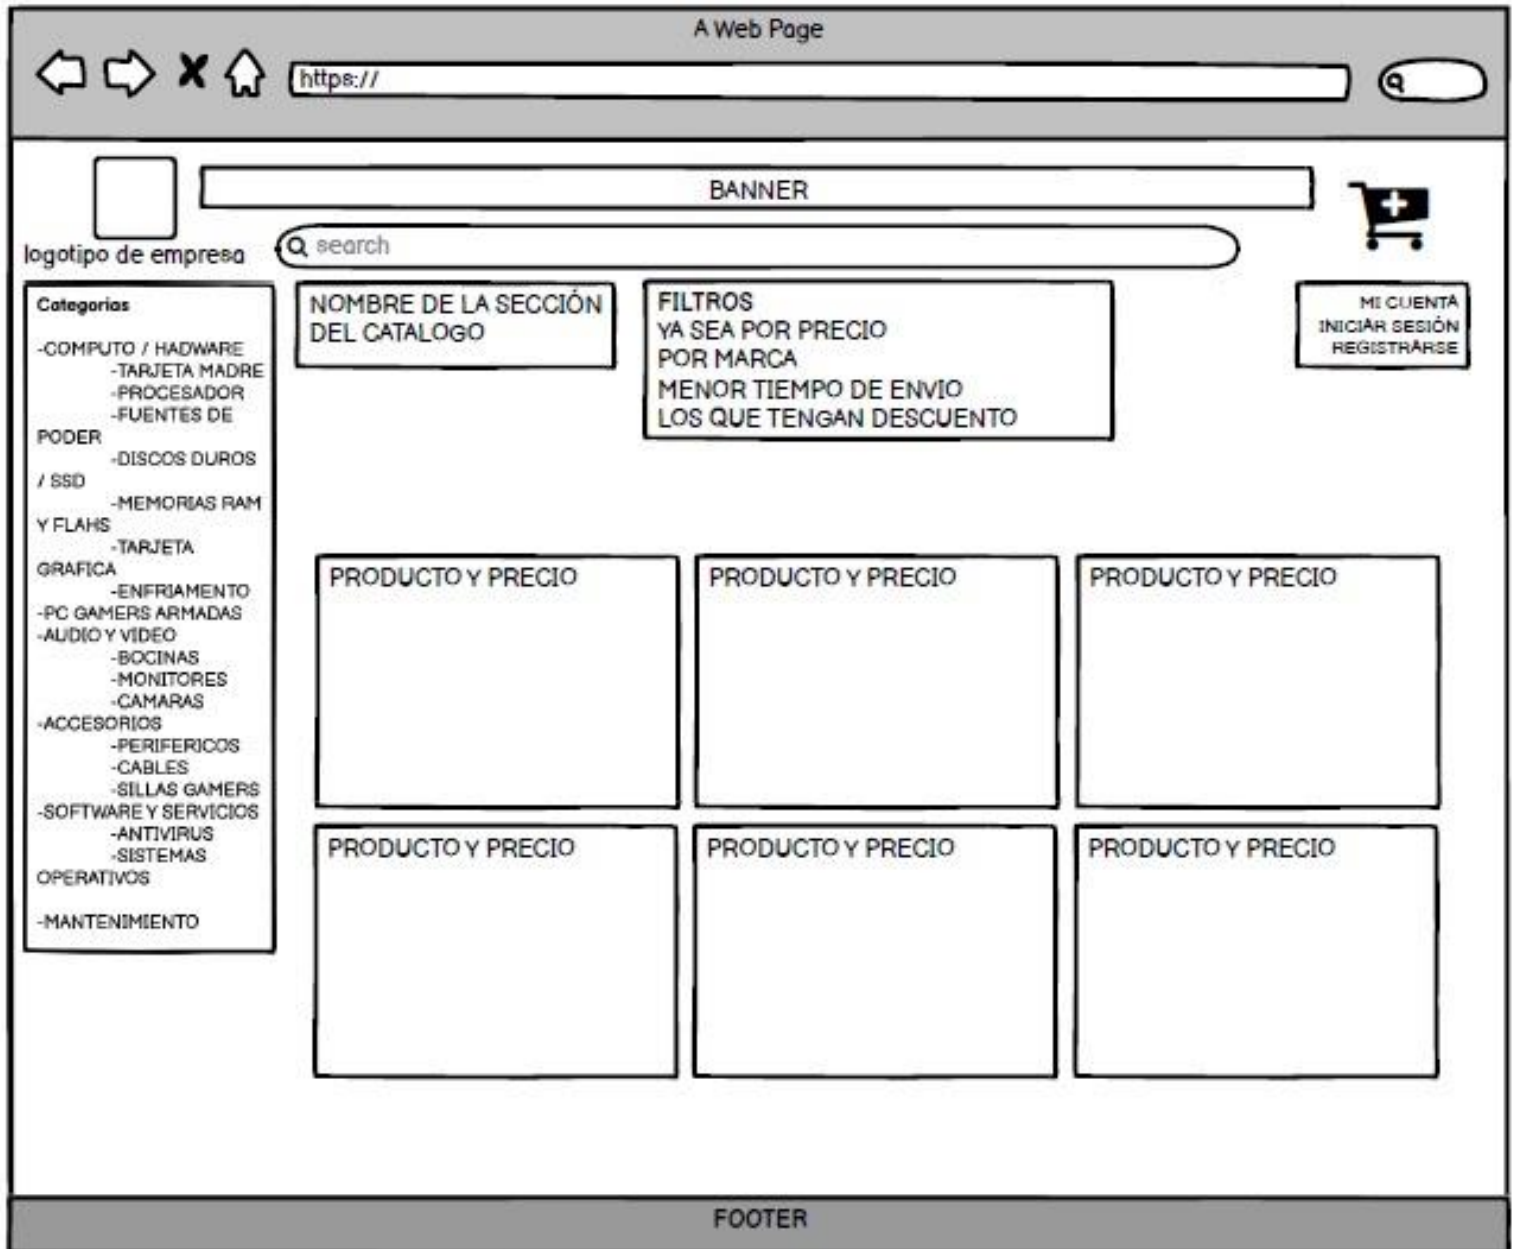 A Web Page
https://
BANNER
logotipo de empresa
search
Categorias
-COMPUTO / HADWARE
-TARJETA MADRE
-PROCESADOR
-FUENTES DE
PODER
-DISCOS DUROS
/ SSD
-MEMORIAS RAM
Y FLAHS
-TARJETA
GRAFICA
-ENFRIAMENTO
-PC GAMERS ARMADAS
-AUDIO Y VIDEO
-BOCINAS
-MONITORES
-CAMARAS
-ACCESORIOS
-PERIFERICOS
-CABLES
-SILLAS GAMERS
-SOFTWARE Y SERVICIOS
-ANTIVIRUS
-SISTEMAS
OPERATIVOS
-MANTENIMIENTO
NOMBRE DE LA SECCIÓN
DEL CATALOGO
FILTROS
YA SEA POR PRECIO
POR MARCA
MENOR TIEMPO DE ENVIO
LOS QUE TENGAN DESCUENTO
MI CUENTA
INICIAR SESIÓN
REGISTRARSE
PRODUCTO Y PRECIO
PRODUCTO Y PRECIO
PRODUCTO Y PRECIO
PRODUCTO Y PRECIO
PRODUCTO Y PRECIO
PRODUCTO Y PRECIO
FOOTER